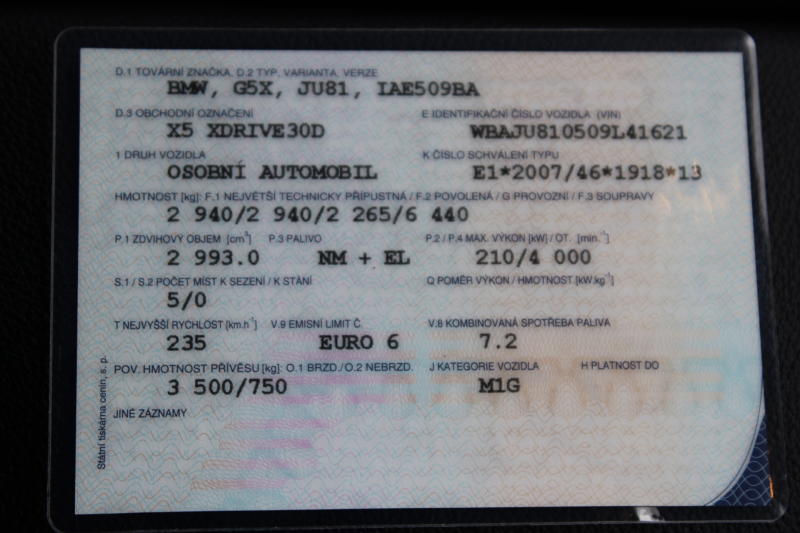 D.1 TOVÁRNÍ ZNAČKA, D.2 TYP, VARIANTA, VERZE
BMW, G5X, JU81, IAE509BA
D.3 OBCHODNÍ OZNAČENÍ E IDENTIFIKAČNÍ ČÍSLO VOZIDLA (VIN)
X5 XDRIVE30D WBAJU810509L41621
1 DRUH VOZIDLA K ČÍSLO SCHVÁLENÍ TYPU
OSOBNÍ AUTOMOBIL E1*2007/46*1918*13
HMOTNOST [kg]: F.1 NEJVĚTŠÍ TECHNICKY PŘÍPUSTNÁ / F.2 POVOLENÁ / G PROVOZNÍ / F.3 SOUPRAVY
2 940/2 940/2 265/6 440
P.1 ZDVIHOVÝ OBJEM [cm³] P.3 PALIVO P.2 / P.4 MAX. VÝKON [kW] / OT. [min.⁻¹]
2 993.0 NM + EL 210/4 000
S.1 / S.2 POČET MÍST K SEZENÍ / K STÁNÍ Q POMĚR VÝKON / HMOTNOST [kW.kg⁻¹]
5/0
T NEJVYŠŠÍ RYCHLOST [km.h⁻¹] V.9 EMISNÍ LIMIT Č. V.8 KOMBINOVANÁ SPOTŘEBA PALIVA
235 EURO 6 7.2
POV. HMOTNOST PŘÍVĚSU [kg]: O.1 BRZD. / O.2 NEBRZD. J KATEGORIE VOZIDLA H PLATNOST DO
3 500/750 M1G
JINÉ ZÁZNAMY
Státní tiskárna cenin, s. p.